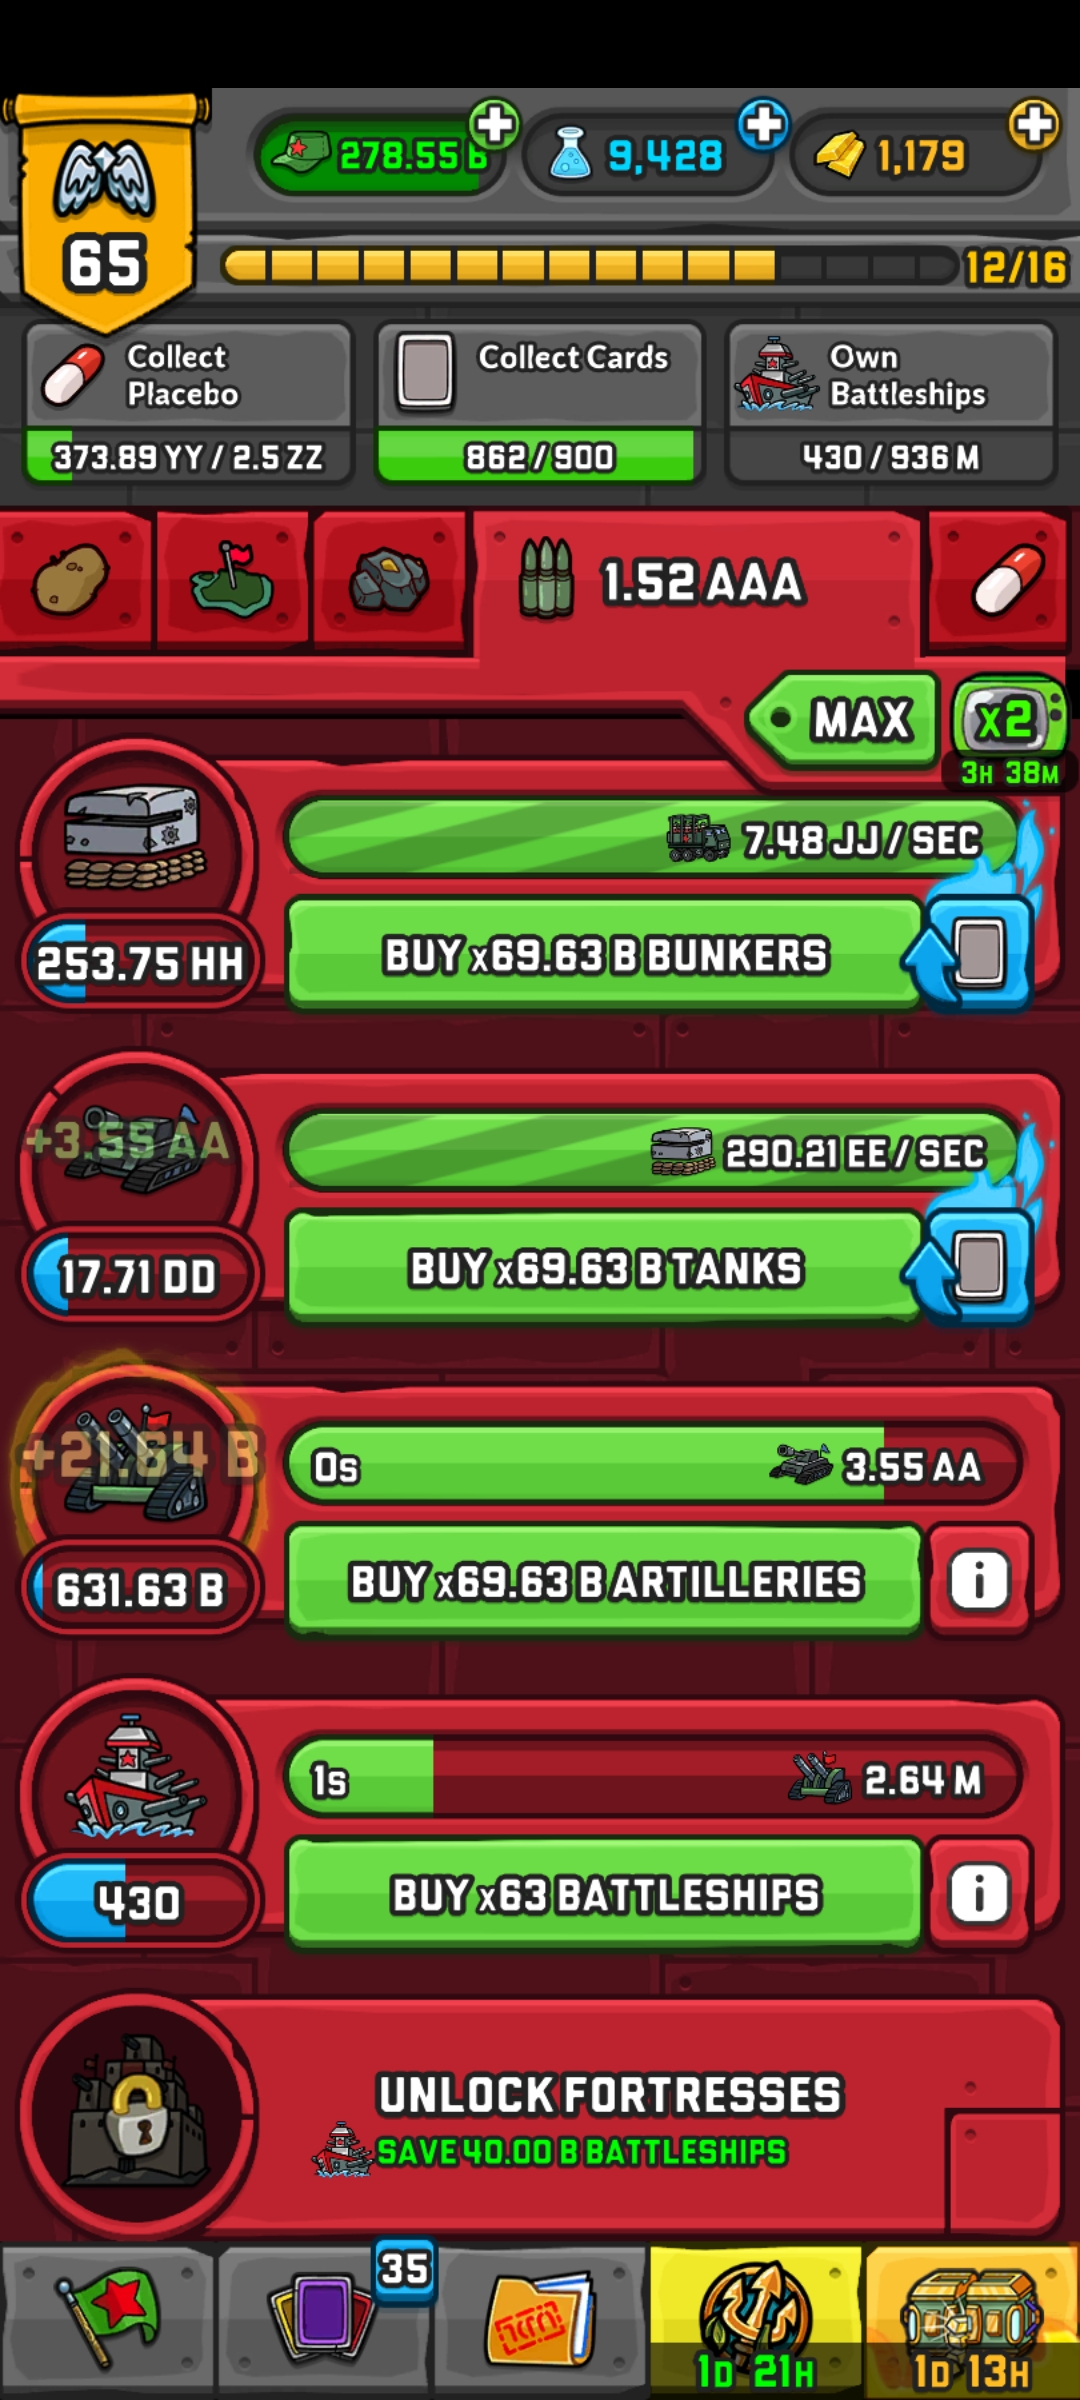 278.55 B
9,428
1,179
65
12/16
Collect
Placebo
Collect Cards
Own
Battleships
373.89 YY / 2.5 ZZ
862/900
430 / 936 M
1.52 AAA
MAX
x2
3H 38M
7.48 JJ / SEC
253.75 HH
BUY x69.63 B BUNKERS
+3.55 AA
290.21 EE / SEC
17.71 DD
BUY x69.63 B TANKS
+21.64 B
0s
3.55 AA
631.63 B
BUY x69.63 B ARTILLERIES
i
1s
2.64 M
430
BUY x63 BATTLESHIPS
i
UNLOCK FORTRESSES
SAVE 40.00 B BATTLESHIPS
35
1D 21H
1D 13H